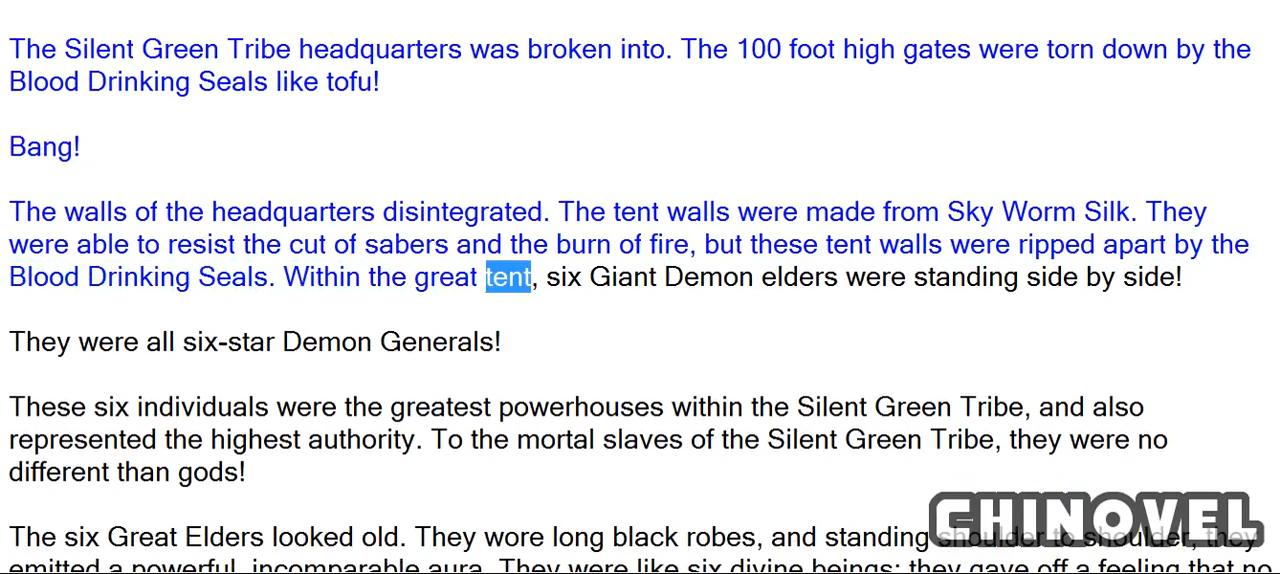 The Silent Green Tribe headquarters was broken into. The 100 foot high gates were torn down by the
Blood Drinking Seals like tofu!
Bang!
The walls of the headquarters disintegrated. The tent walls were made from Sky Worm Silk. They
were able to resist the cut of sabers and the burn of fire, but these tent walls were ripped apart by the
Blood Drinking Seals. Within the great tent, six Giant Demon elders were standing side by side!
They were all six-star Demon Generals!
These six individuals were the greatest powerhouses within the Silent Green Tribe, and also
represented the highest authority. To the mortal slaves of the Silent Green Tribe, they were no
different than gods!
The six Great Elders looked old. They wore long black robes, and standing shoulder to shoulder, they
emitted a powerful, incomparable aura. They were like six divine beings; they gave off a feeling that no
CHINOVEL